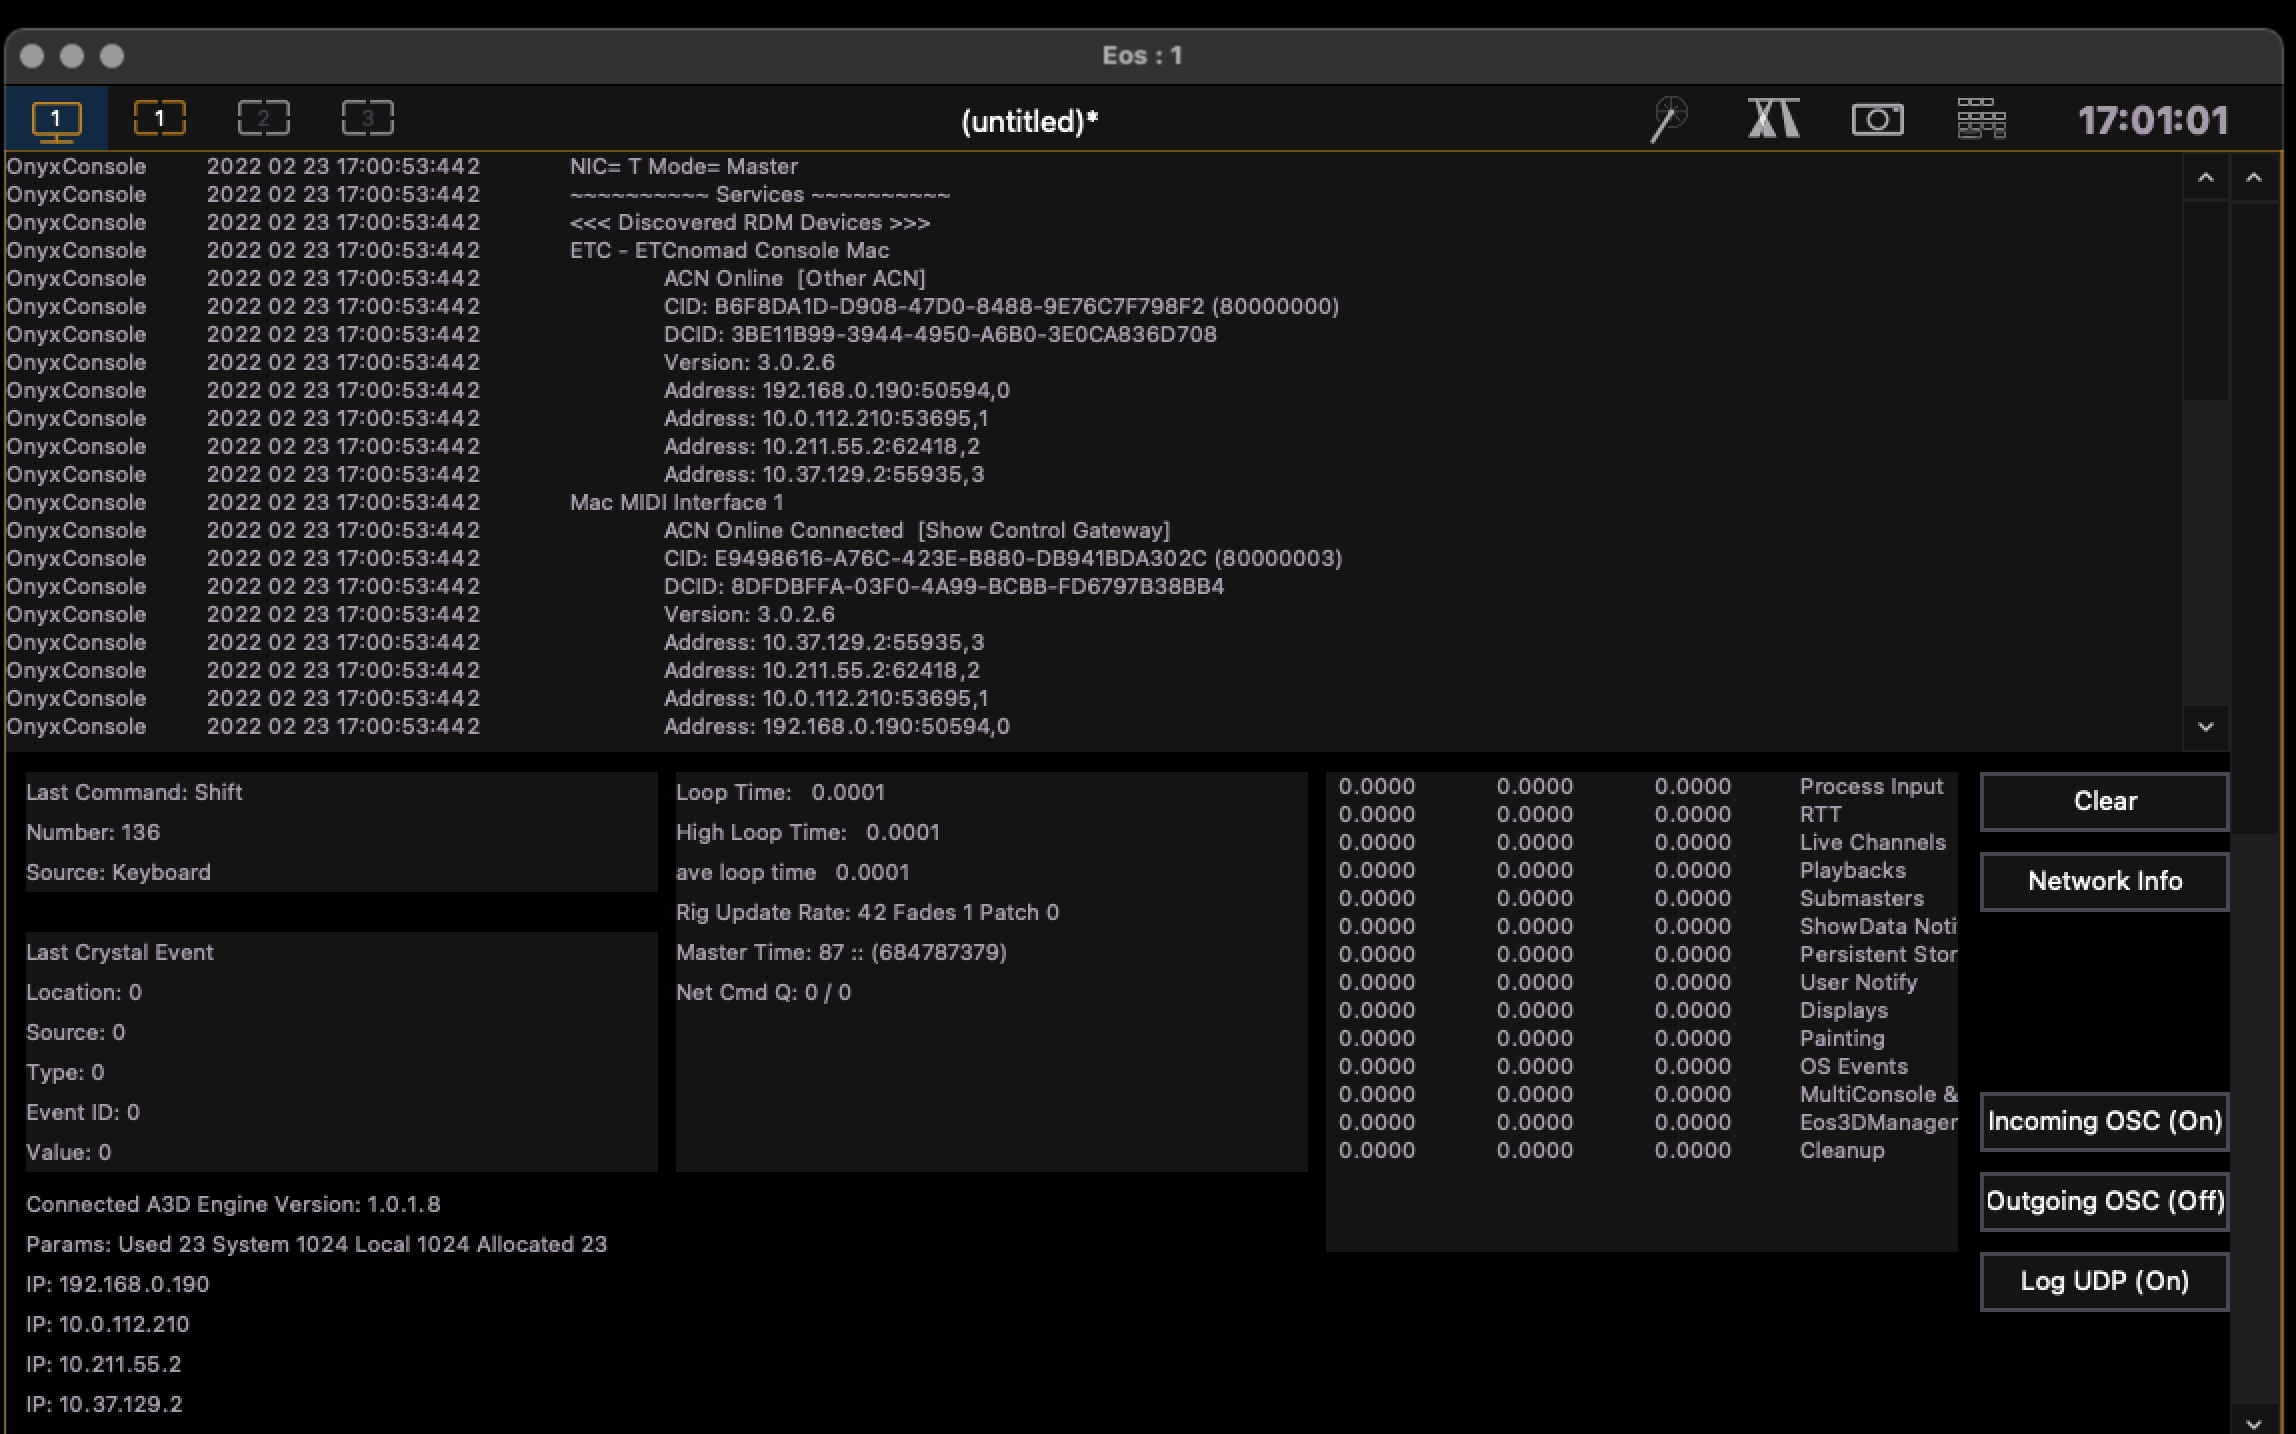 Eos : 1
1 1 2 3 (untitled)* 17:01:01
OnyxConsole 2022 02 23 17:00:53:442 NIC= T Mode= Master
OnyxConsole 2022 02 23 17:00:53:442 ~~~~~~~~~~ Services ~~~~~~~~~~
OnyxConsole 2022 02 23 17:00:53:442 <<< Discovered RDM Devices >>>
OnyxConsole 2022 02 23 17:00:53:442 ETC - ETCnomad Console Mac
OnyxConsole 2022 02 23 17:00:53:442 ACN Online [Other ACN]
OnyxConsole 2022 02 23 17:00:53:442 CID: B6F8DA1D-D908-47D0-8488-9E76C7F798F2 (80000000)
OnyxConsole 2022 02 23 17:00:53:442 DCID: 3BE11B99-3944-4950-A6B0-3E0CA836D708
OnyxConsole 2022 02 23 17:00:53:442 Version: 3.0.2.6
OnyxConsole 2022 02 23 17:00:53:442 Address: 192.168.0.190:50594,0
OnyxConsole 2022 02 23 17:00:53:442 Address: 10.0.112.210:53695,1
OnyxConsole 2022 02 23 17:00:53:442 Address: 10.211.55.2:62418,2
OnyxConsole 2022 02 23 17:00:53:442 Address: 10.37.129.2:55935,3
OnyxConsole 2022 02 23 17:00:53:442 Mac MIDI Interface 1
OnyxConsole 2022 02 23 17:00:53:442 ACN Online Connected [Show Control Gateway]
OnyxConsole 2022 02 23 17:00:53:442 CID: E9498616-A76C-423E-B880-DB941BDA302C (80000003)
OnyxConsole 2022 02 23 17:00:53:442 DCID: 8DFDBFFA-03F0-4A99-BCBB-FD6797B38BB4
OnyxConsole 2022 02 23 17:00:53:442 Version: 3.0.2.6
OnyxConsole 2022 02 23 17:00:53:442 Address: 10.37.129.2:55935,3
OnyxConsole 2022 02 23 17:00:53:442 Address: 10.211.55.2:62418,2
OnyxConsole 2022 02 23 17:00:53:442 Address: 10.0.112.210:53695,1
OnyxConsole 2022 02 23 17:00:53:442 Address: 192.168.0.190:50594,0
Last Command: Shift
Number: 136
Source: Keyboard
Last Crystal Event
Location: 0
Source: 0
Type: 0
Event ID: 0
Value: 0
Connected A3D Engine Version: 1.0.1.8
Params: Used 23 System 1024 Local 1024 Allocated 23
IP: 192.168.0.190
IP: 10.0.112.210
IP: 10.211.55.2
IP: 10.37.129.2
Loop Time: 0.0001
High Loop Time: 0.0001
ave loop time 0.0001
Rig Update Rate: 42 Fades 1 Patch 0
Master Time: 87 :: (684787379)
Net Cmd Q: 0 / 0
0.0000 0.0000 0.0000 Process Input
0.0000 0.0000 0.0000 RTT
0.0000 0.0000 0.0000 Live Channels
0.0000 0.0000 0.0000 Playbacks
0.0000 0.0000 0.0000 Submasters
0.0000 0.0000 0.0000 ShowData Noti
0.0000 0.0000 0.0000 Persistent Stor
0.0000 0.0000 0.0000 User Notify
0.0000 0.0000 0.0000 Displays
0.0000 0.0000 0.0000 Painting
0.0000 0.0000 0.0000 OS Events
0.0000 0.0000 0.0000 MultiConsole &
0.0000 0.0000 0.0000 Eos3DManager
0.0000 0.0000 0.0000 Cleanup
Clear
Network Info
Incoming OSC (On)
Outgoing OSC (Off)
Log UDP (On)